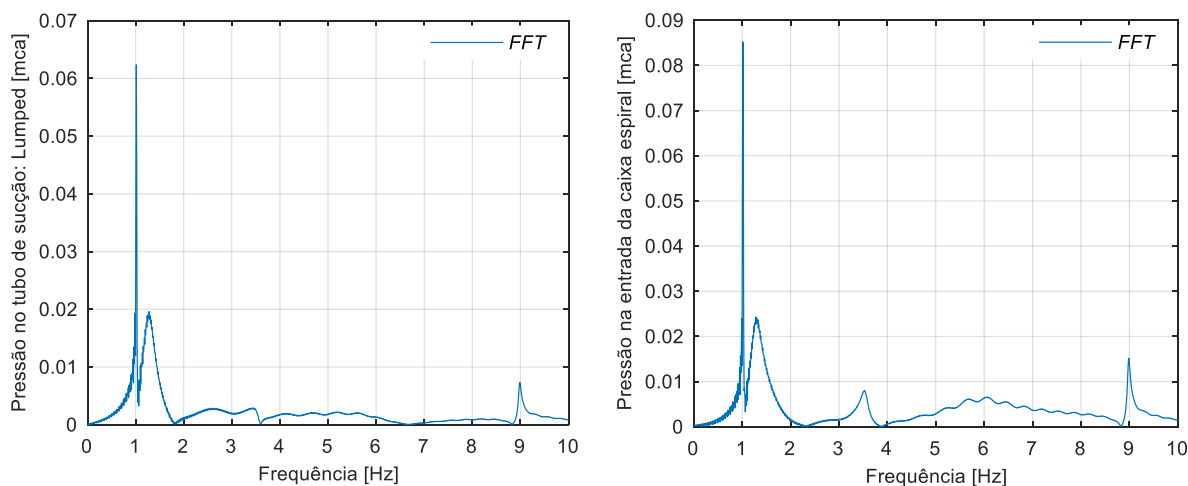 Pressão no tubo de sucção: Lumped [mca]
0.07
0.06
0.05
0.04
0.03
0.02
0.01
0
FFT
0 1 2 3 4 5 6 7 8 9 10
Frequência [Hz]
Pressão na entrada da caixa espiral [mca]
0.09
0.08
0.07
0.06
0.05
0.04
0.03
0.02
0.01
0
FFT
0 1 2 3 4 5 6 7 8 9 10
Frequência [Hz]